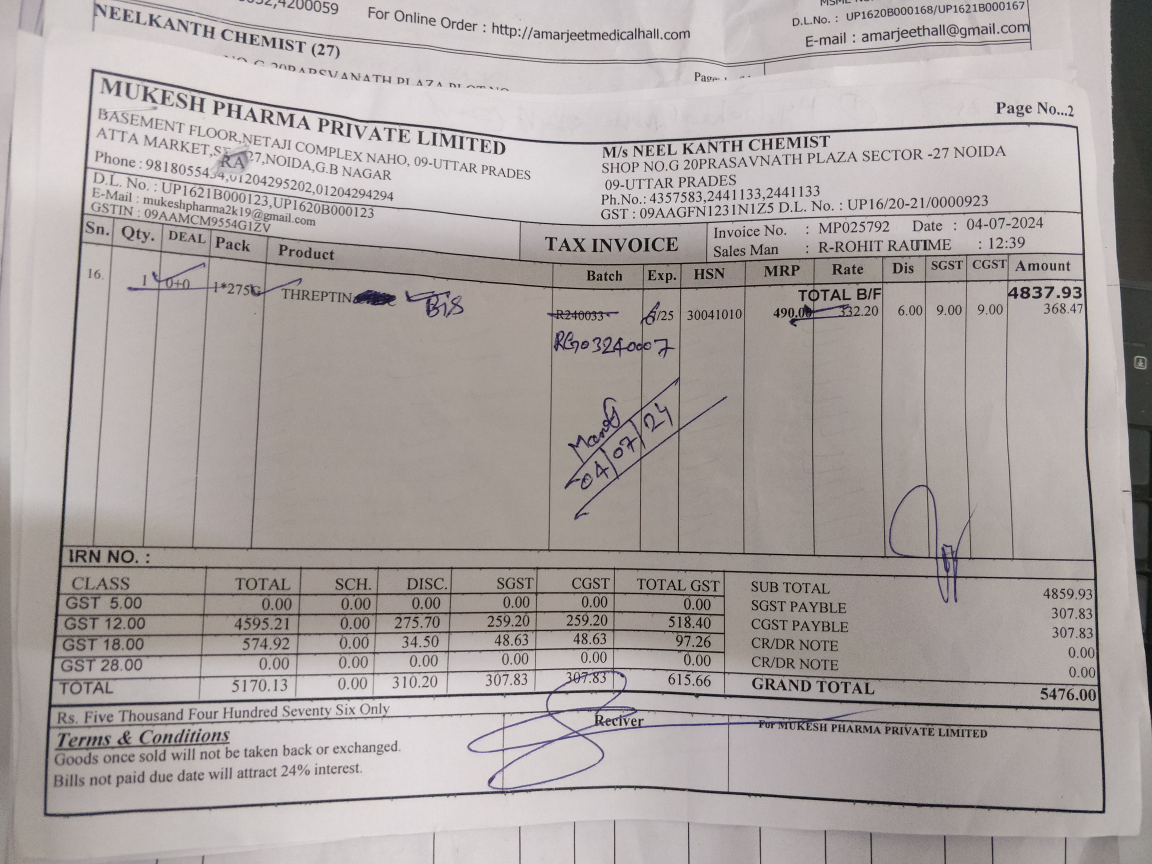 4200059
For Online Order : http://amarjeetmedicalhall.com
D.L.No. : UP1620B000168/UP1621B000167
E-mail : amarjeethall@gmail.com
NEELKANTH CHEMIST (27)
Page No...2
MUKESH PHARMA PRIVATE LIMITED
BASEMENT FLOOR,NETAJI COMPLEX NAHO, 09-UTTAR PRADES
ATTA MARKET, 27,NOIDA,G.B NAGAR
RA
Phone : 9818055434,01204295202,01204294294
D.L. No. : UP1621B000123,UP1620B000123
E-Mail : mukeshpharma2k19@gmail.com
GSTIN : 09AAMCM9554G1ZV
M/s NEEL KANTH CHEMIST
SHOP NO.G 20PRASAVNATH PLAZA SECTOR -27 NOIDA
09-UTTAR PRADES
Ph.No.: 4357583,2441133,2441133
GST : 09AAGFN1231N1Z5 D.L. No. : UP16/20-21/0000923
TAX INVOICE
Invoice No. : MP025792 Date : 04-07-2024
Sales Man : R-ROHIT RAUTIME : 12:39
Sn. Qty. DEAL Pack Product Batch Exp. HSN MRP Rate Dis SGST CGST Amount
TOTAL B/F 4837.93
16. 1 0+0 1*275G THREPTIN Bis R240033 6/25 30041010 490.00 332.20 6.00 9.00 9.00 368.47
RG03240007
04/07/24
IRN NO. :
CLASS TOTAL SCH. DISC. SGST CGST TOTAL GST
GST 5.00 0.00 0.00 0.00 0.00 0.00 0.00
GST 12.00 4595.21 0.00 275.70 259.20 259.20 518.40
GST 18.00 574.92 0.00 34.50 48.63 48.63 97.26
GST 28.00 0.00 0.00 0.00 0.00 0.00 0.00
TOTAL 5170.13 0.00 310.20 307.83 307.83 615.66
SUB TOTAL 4859.93
SGST PAYBLE 307.83
CGST PAYBLE 307.83
CR/DR NOTE 0.00
CR/DR NOTE 0.00
GRAND TOTAL 5476.00
Rs. Five Thousand Four Hundred Seventy Six Only
Terms & Conditions
Goods once sold will not be taken back or exchanged.
Bills not paid due date will attract 24% interest.
Reciver
For MUKESH PHARMA PRIVATE LIMITED